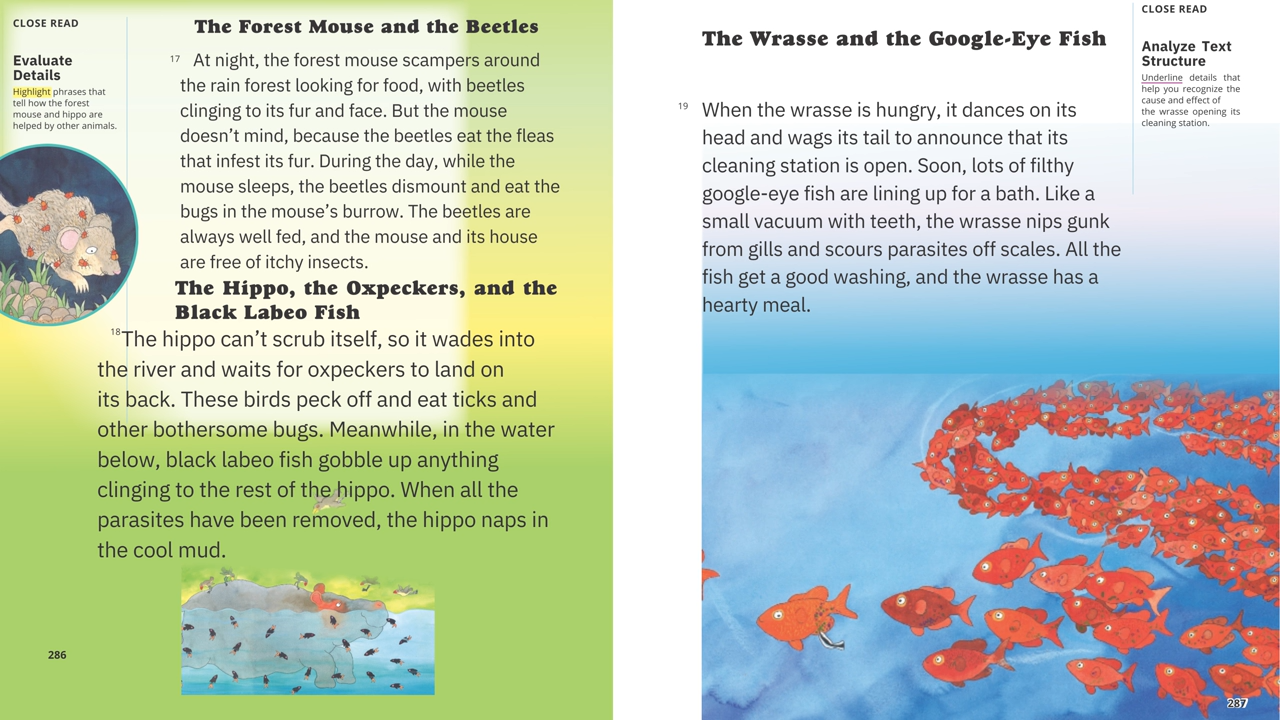 CLOSE READ
Evaluate
Details
Highlight phrases that
tell how the forest
mouse and hippo are
helped by other animals.
The Forest Mouse and the Beetles
17 At night, the forest mouse scampers around
the rain forest looking for food, with beetles
clinging to its fur and face. But the mouse
doesn’t mind, because the beetles eat the fleas
that infest its fur. During the day, while the
mouse sleeps, the beetles dismount and eat the
bugs in the mouse’s burrow. The beetles are
always well fed, and the mouse and its house
are free of itchy insects.
The Hippo, the Oxpeckers, and the
Black Labeo Fish
18 The hippo can’t scrub itself, so it wades into
the river and waits for oxpeckers to land on
its back. These birds peck off and eat ticks and
other bothersome bugs. Meanwhile, in the water
below, black labeo fish gobble up anything
clinging to the rest of the hippo. When all the
parasites have been removed, the hippo naps in
the cool mud.
286
The Wrasse and the Google-Eye Fish
19 When the wrasse is hungry, it dances on its
head and wags its tail to announce that its
cleaning station is open. Soon, lots of filthy
google-eye fish are lining up for a bath. Like a
small vacuum with teeth, the wrasse nips gunk
from gills and scours parasites off scales. All the
fish get a good washing, and the wrasse has a
hearty meal.
CLOSE READ
Analyze Text
Structure
Underline details that
help you recognize the
cause and effect of
the wrasse opening its
cleaning station.
287